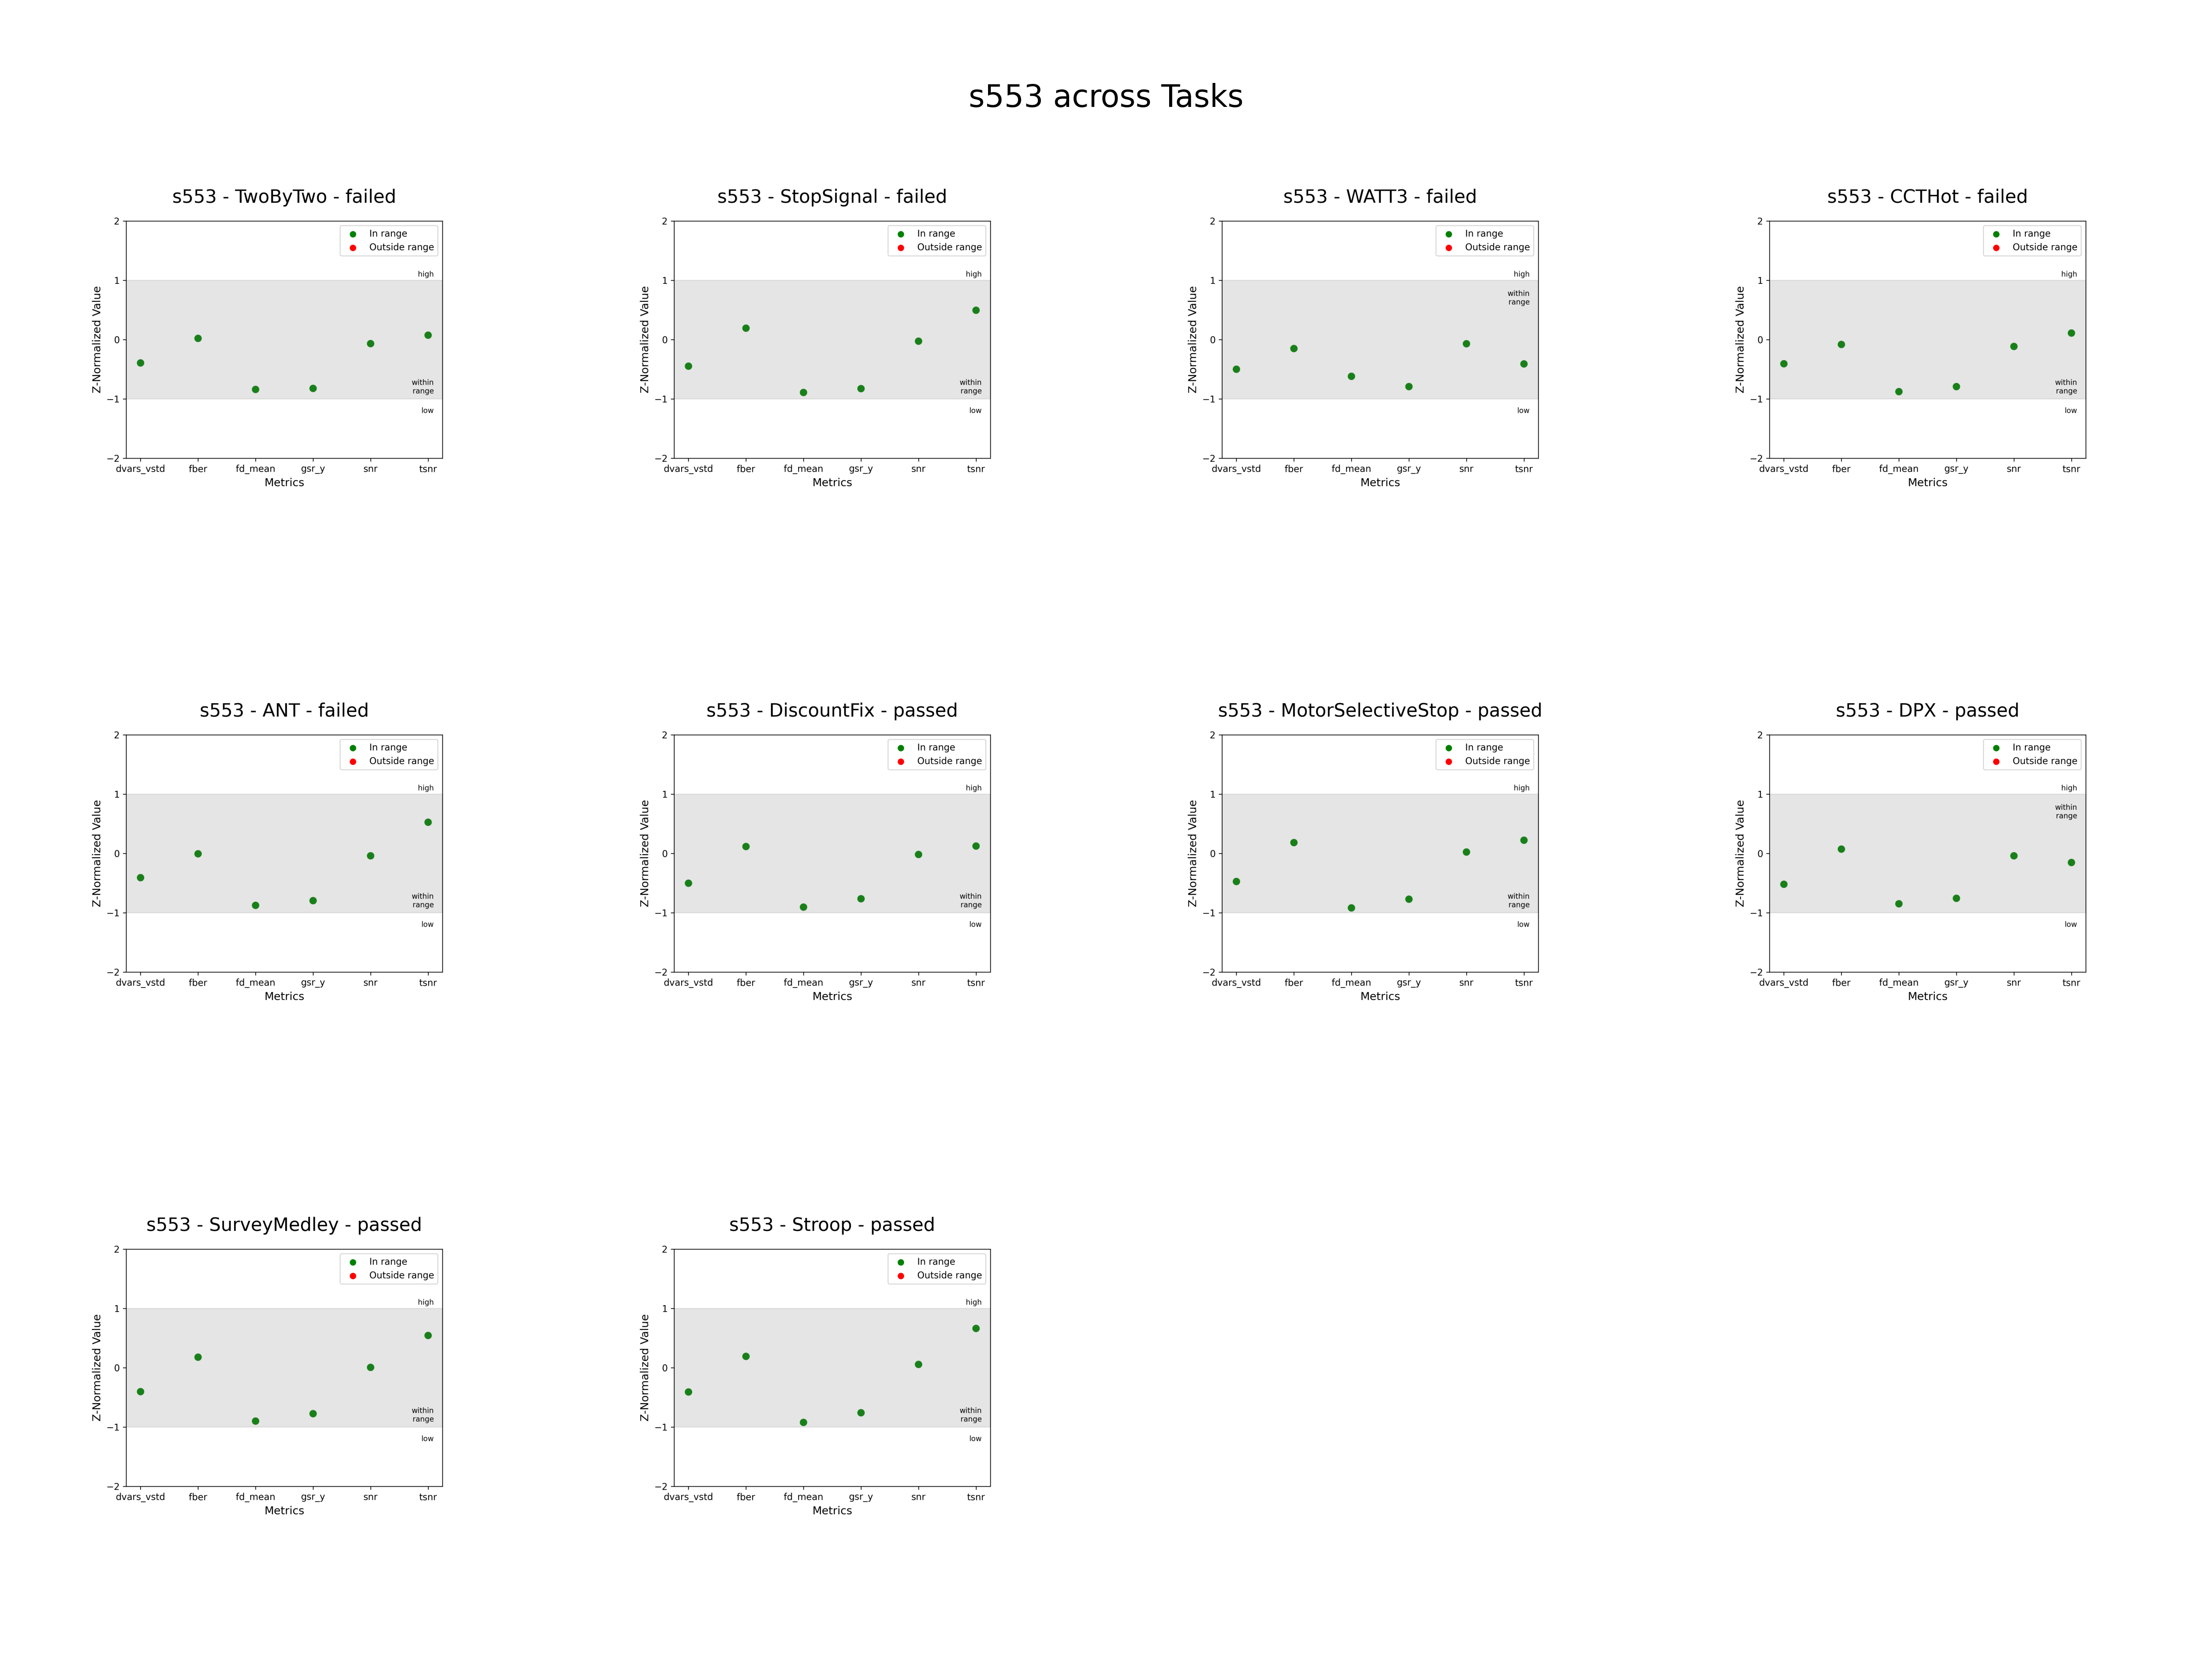 s553 across Tasks
s553 - TwoByTwo - failed
Z-Normalized Value
2
1
0
−1
−2
In range
Outside range
high
within
range
low
dvars_vstd fber fd_mean gsr_y snr tsnr
Metrics
s553 - StopSignal - failed
Z-Normalized Value
2
1
0
−1
−2
In range
Outside range
high
within
range
low
dvars_vstd fber fd_mean gsr_y snr tsnr
Metrics
s553 - WATT3 - failed
Z-Normalized Value
2
1
0
−1
−2
In range
Outside range
high
within
range
low
dvars_vstd fber fd_mean gsr_y snr tsnr
Metrics
s553 - CCTHot - failed
Z-Normalized Value
2
1
0
−1
−2
In range
Outside range
high
within
range
low
dvars_vstd fber fd_mean gsr_y snr tsnr
Metrics
s553 - ANT - failed
Z-Normalized Value
2
1
0
−1
−2
In range
Outside range
high
within
range
low
dvars_vstd fber fd_mean gsr_y snr tsnr
Metrics
s553 - DiscountFix - passed
Z-Normalized Value
2
1
0
−1
−2
In range
Outside range
high
within
range
low
dvars_vstd fber fd_mean gsr_y snr tsnr
Metrics
s553 - MotorSelectiveStop - passed
Z-Normalized Value
2
1
0
−1
−2
In range
Outside range
high
within
range
low
dvars_vstd fber fd_mean gsr_y snr tsnr
Metrics
s553 - DPX - passed
Z-Normalized Value
2
1
0
−1
−2
In range
Outside range
high
within
range
low
dvars_vstd fber fd_mean gsr_y snr tsnr
Metrics
s553 - SurveyMedley - passed
Z-Normalized Value
2
1
0
−1
−2
In range
Outside range
high
within
range
low
dvars_vstd fber fd_mean gsr_y snr tsnr
Metrics
s553 - Stroop - passed
Z-Normalized Value
2
1
0
−1
−2
In range
Outside range
high
within
range
low
dvars_vstd fber fd_mean gsr_y snr tsnr
Metrics